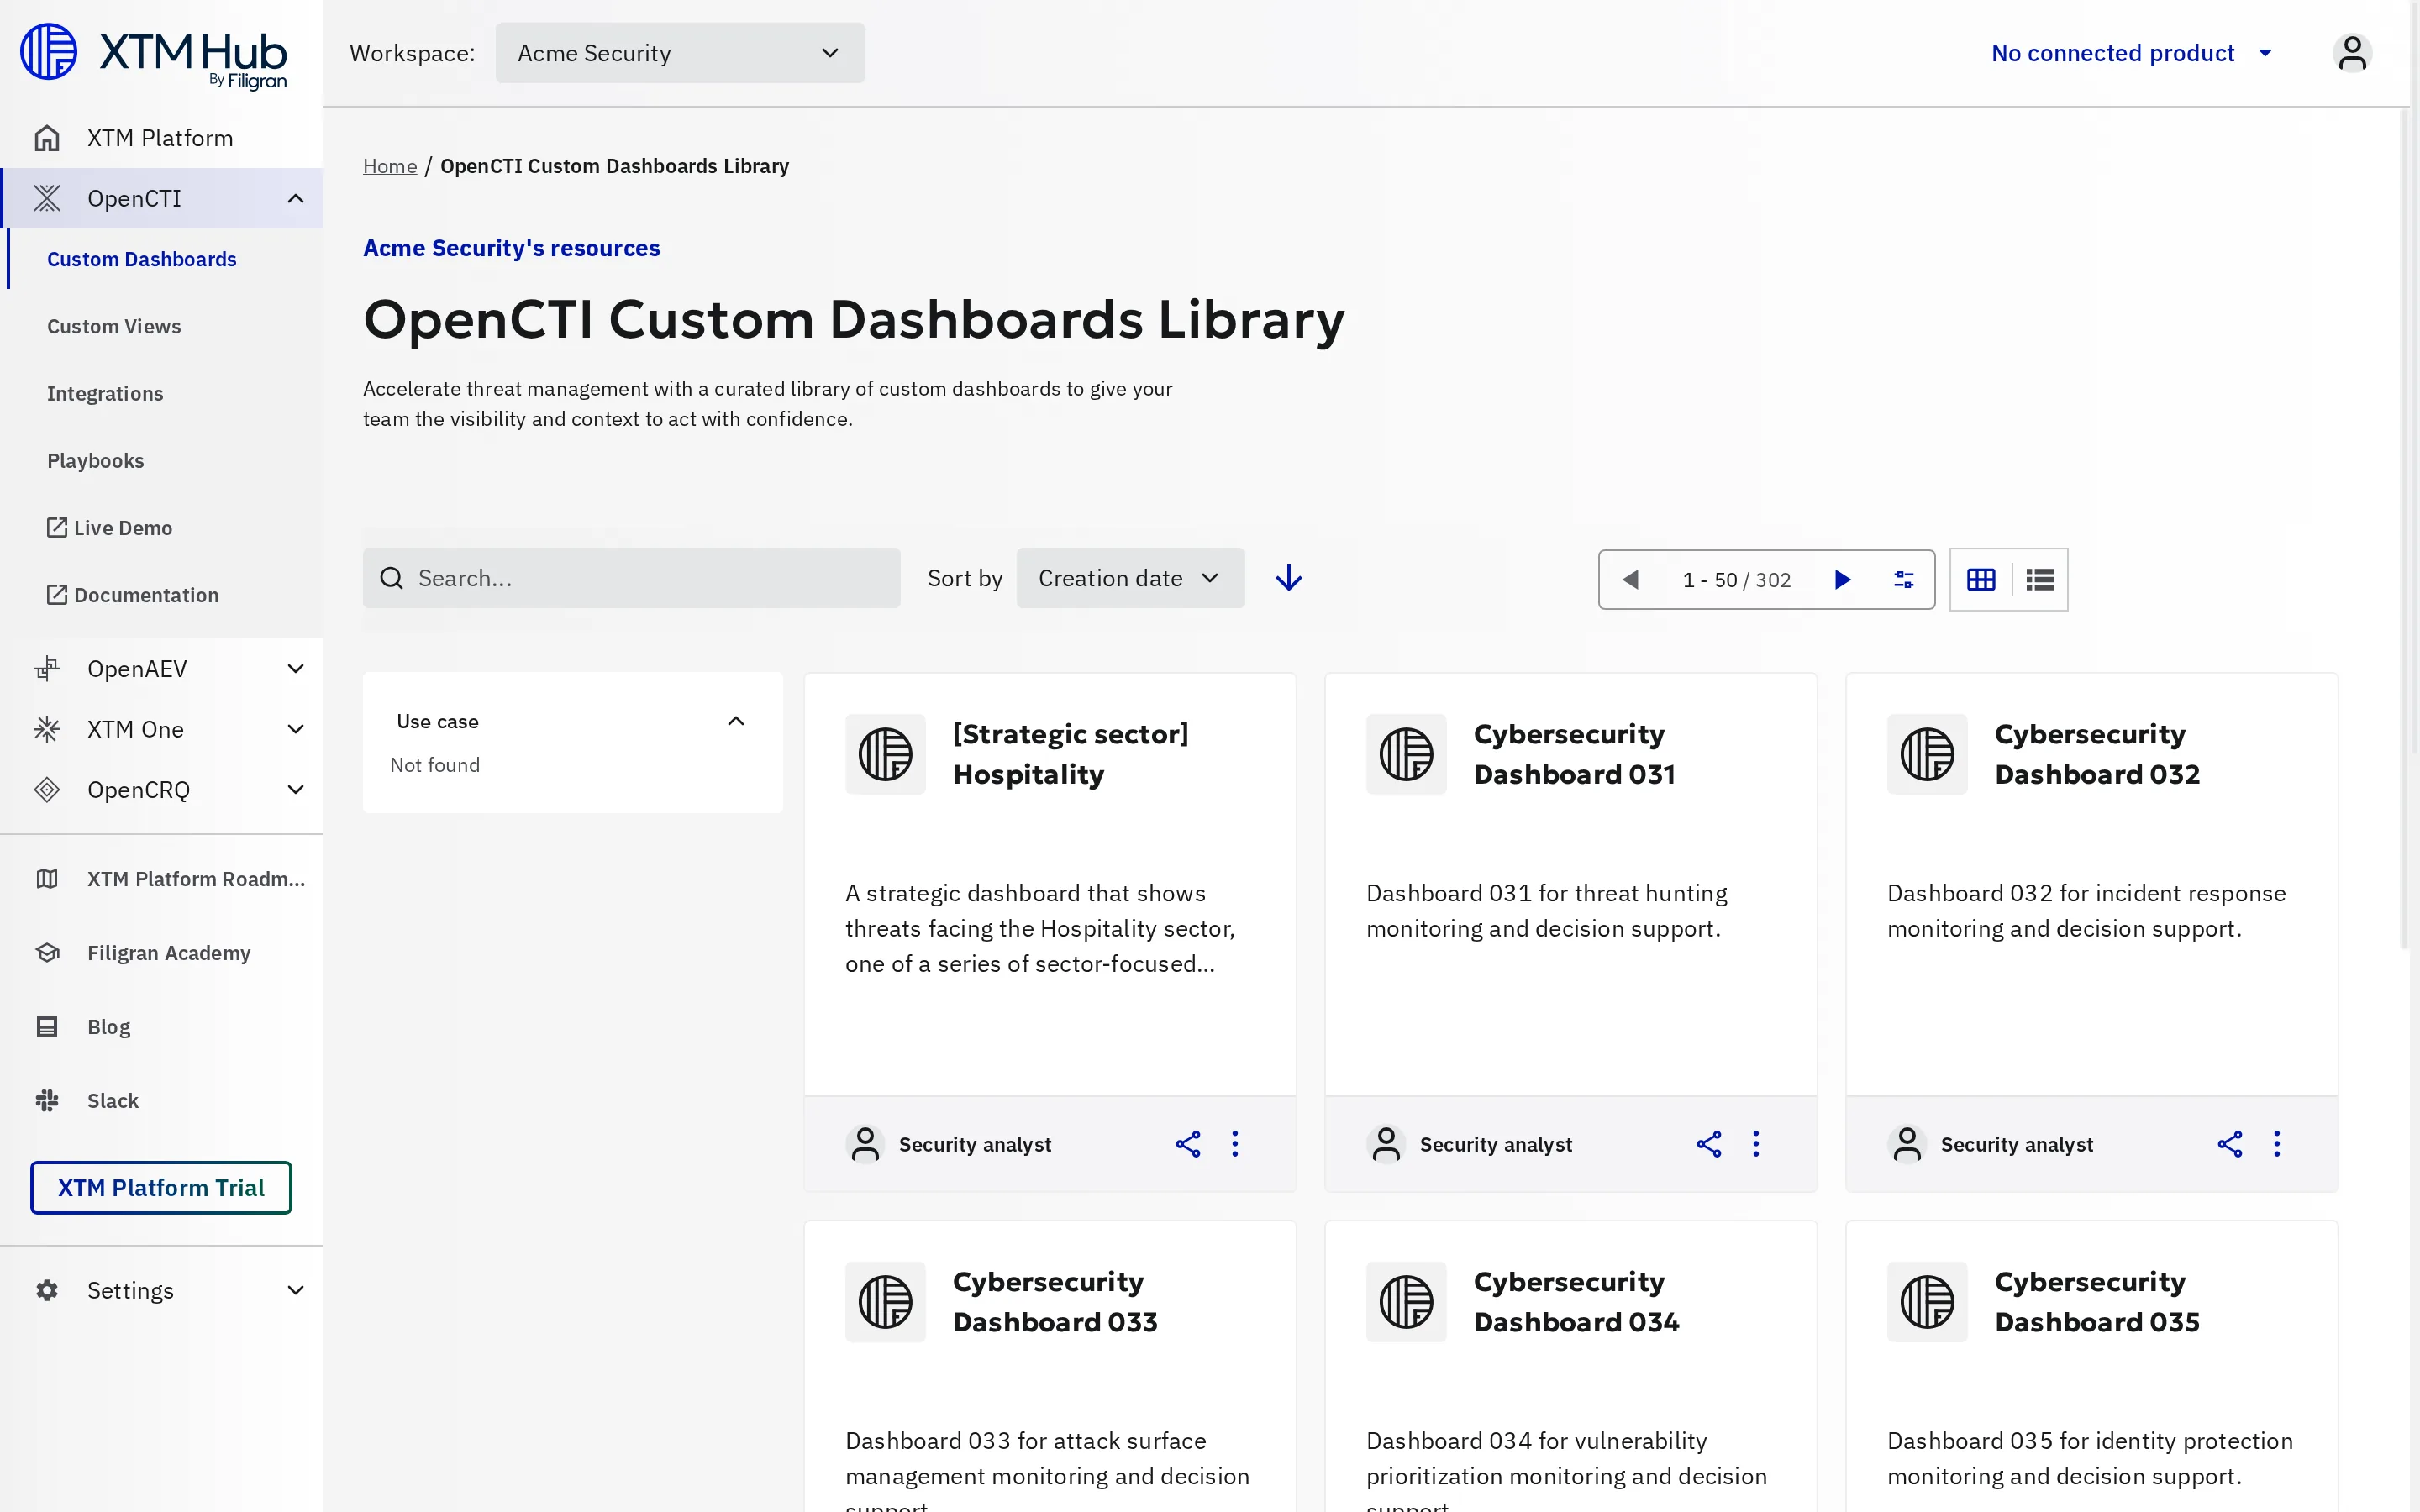 XTM Hub
By Filigran
Workspace:
Acme Security
No connected product
XTM Platform
OpenCTI
Custom Dashboards
Custom Views
Integrations
Playbooks
Live Demo
Documentation
OpenAEV
XTM One
OpenCRQ
XTM Platform Roadm...
Filigran Academy
Blog
Slack
XTM Platform Trial
Settings
Home / OpenCTI Custom Dashboards Library
Acme Security's resources
OpenCTI Custom Dashboards Library
Accelerate threat management with a curated library of custom dashboards to give your
team the visibility and context to act with confidence.
Search...
Sort by
Creation date
1 - 50 / 302
Use case
Not found
[Strategic sector]
Hospitality
A strategic dashboard that shows
threats facing the Hospitality sector,
one of a series of sector-focused...
Security analyst
Cybersecurity
Dashboard 031
Dashboard 031 for threat hunting
monitoring and decision support.
Security analyst
Cybersecurity
Dashboard 032
Dashboard 032 for incident response
monitoring and decision support.
Security analyst
Cybersecurity
Dashboard 033
Dashboard 033 for attack surface
management monitoring and decision
support.
Cybersecurity
Dashboard 034
Dashboard 034 for vulnerability
prioritization monitoring and decision
support.
Cybersecurity
Dashboard 035
Dashboard 035 for identity protection
monitoring and decision support.